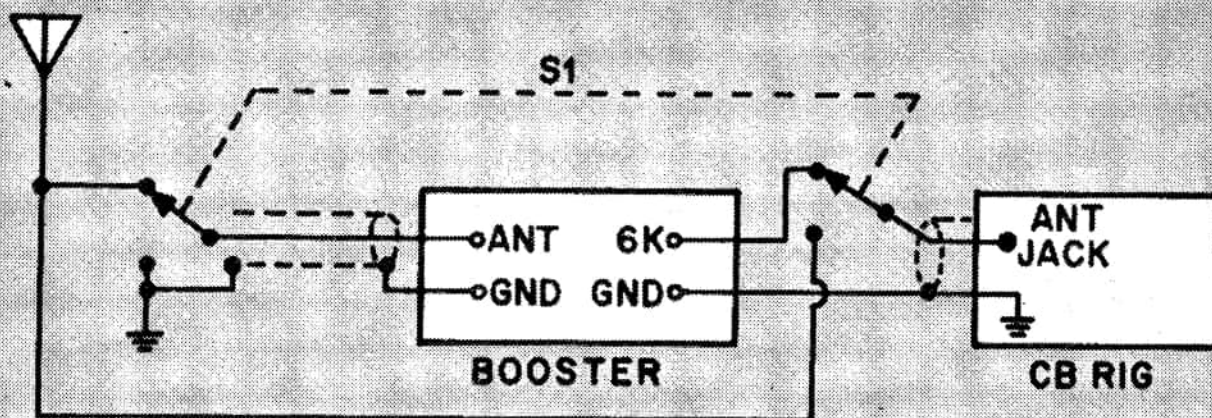 S1
ANT 6K
GND GND
BOOSTER
ANT
JACK
CB RIG